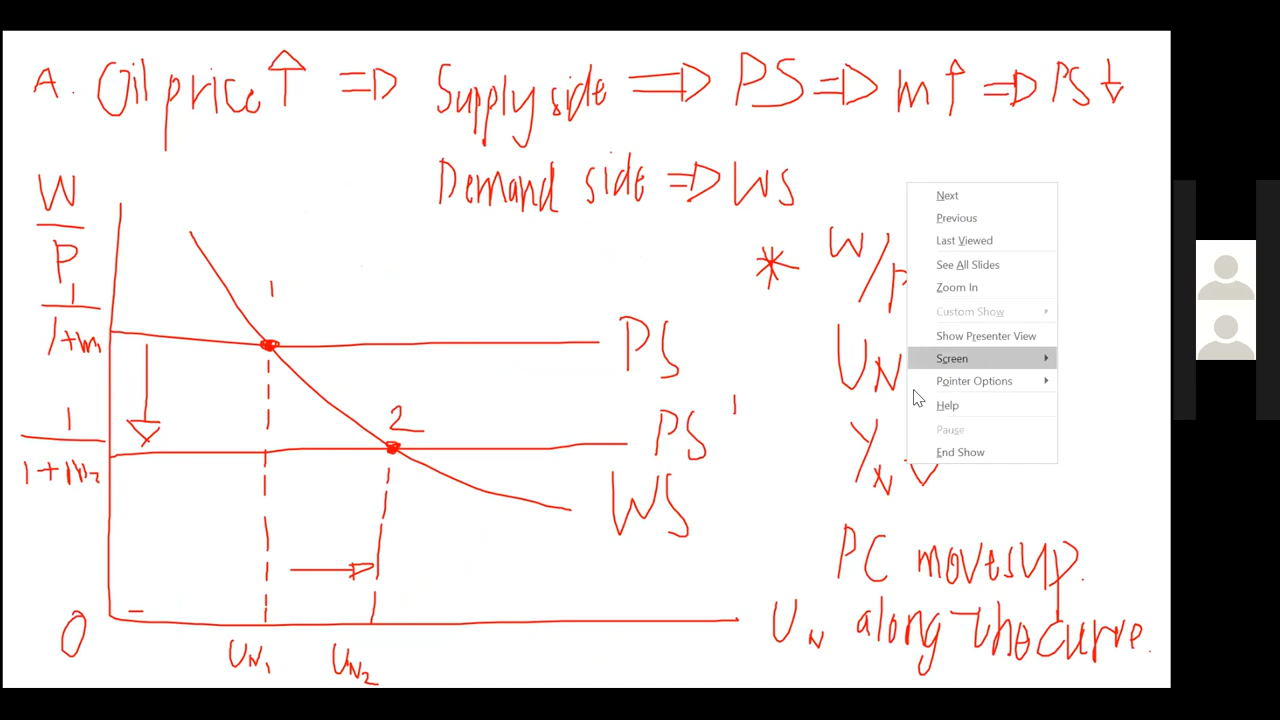 A. Oil price ↑ ⇒ Supply side ⇒ PS ⇒ m ↑ ⇒ PS ↓
Demand side ⇒ WS
W
P
1
1+m
1
1+m2
1
2
PS
PS'
WS
0
UN1
UN2
UN
* W/P
UN
YN ↓
PC moves up.
along the curve.
Next
Previous
Last Viewed
See All Slides
Zoom In
Custom Show
Show Presenter View
Screen
Pointer Options
Help
Pause
End Show